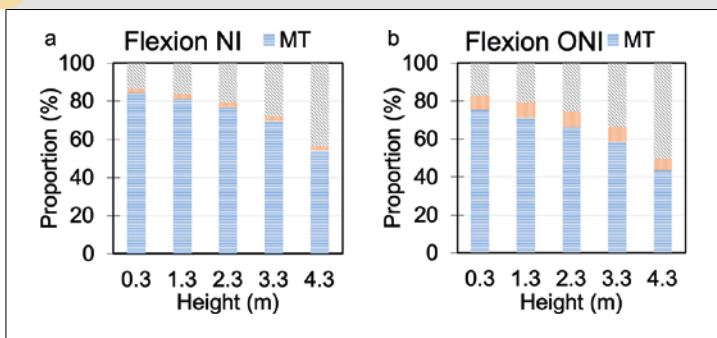 a Flexion NI MT
100
80
60
40
20
0
Proportion (%)
0.3 1.3 2.3 3.3 4.3
Height (m)
b Flexion ONI MT
100
80
60
40
20
0
Proportion (%)
0.3 1.3 2.3 3.3 4.3
Height (m)